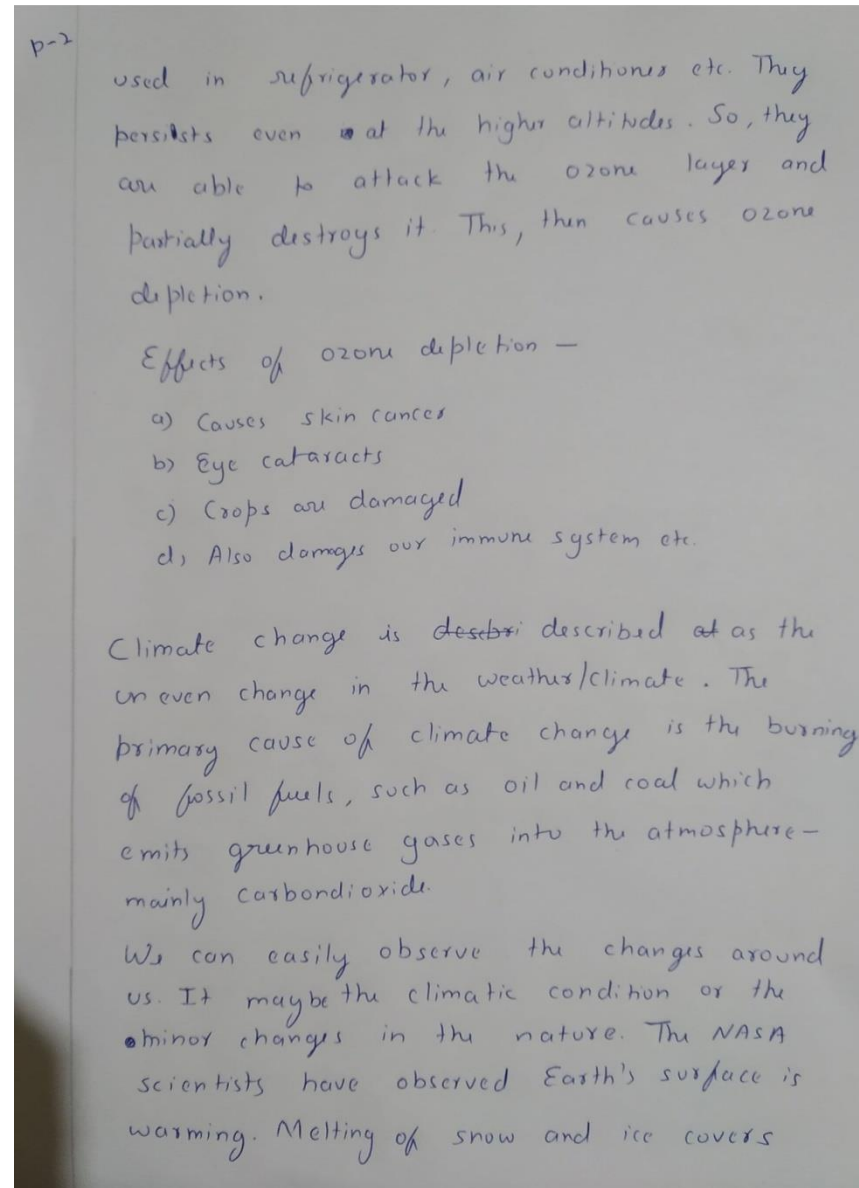 p-2
used in refrigerator, air conditiones etc. They
persists even at the higher altitudes. So, they
are able to attack the ozone layer and
partially destroys it. This, then causes ozone
depletion.
Effects of ozone depletion —
a) Causes skin cancer
b) Eye cataracts
c) Crops are damaged
d) Also damages our immune system etc.
Climate change is descbri described at as the
un even change in the weather/climate. The
primary cause of climate change is the burning
of fossil fuels, such as oil and coal which
emits greenhouse gases into the atmosphere —
mainly carbondioxide.
We can easily observe the changes around
us. It maybe the climatic condition or the
minor changes in the nature. The NASA
scientists have observed Earth's surface is
warming. Melting of snow and ice covers